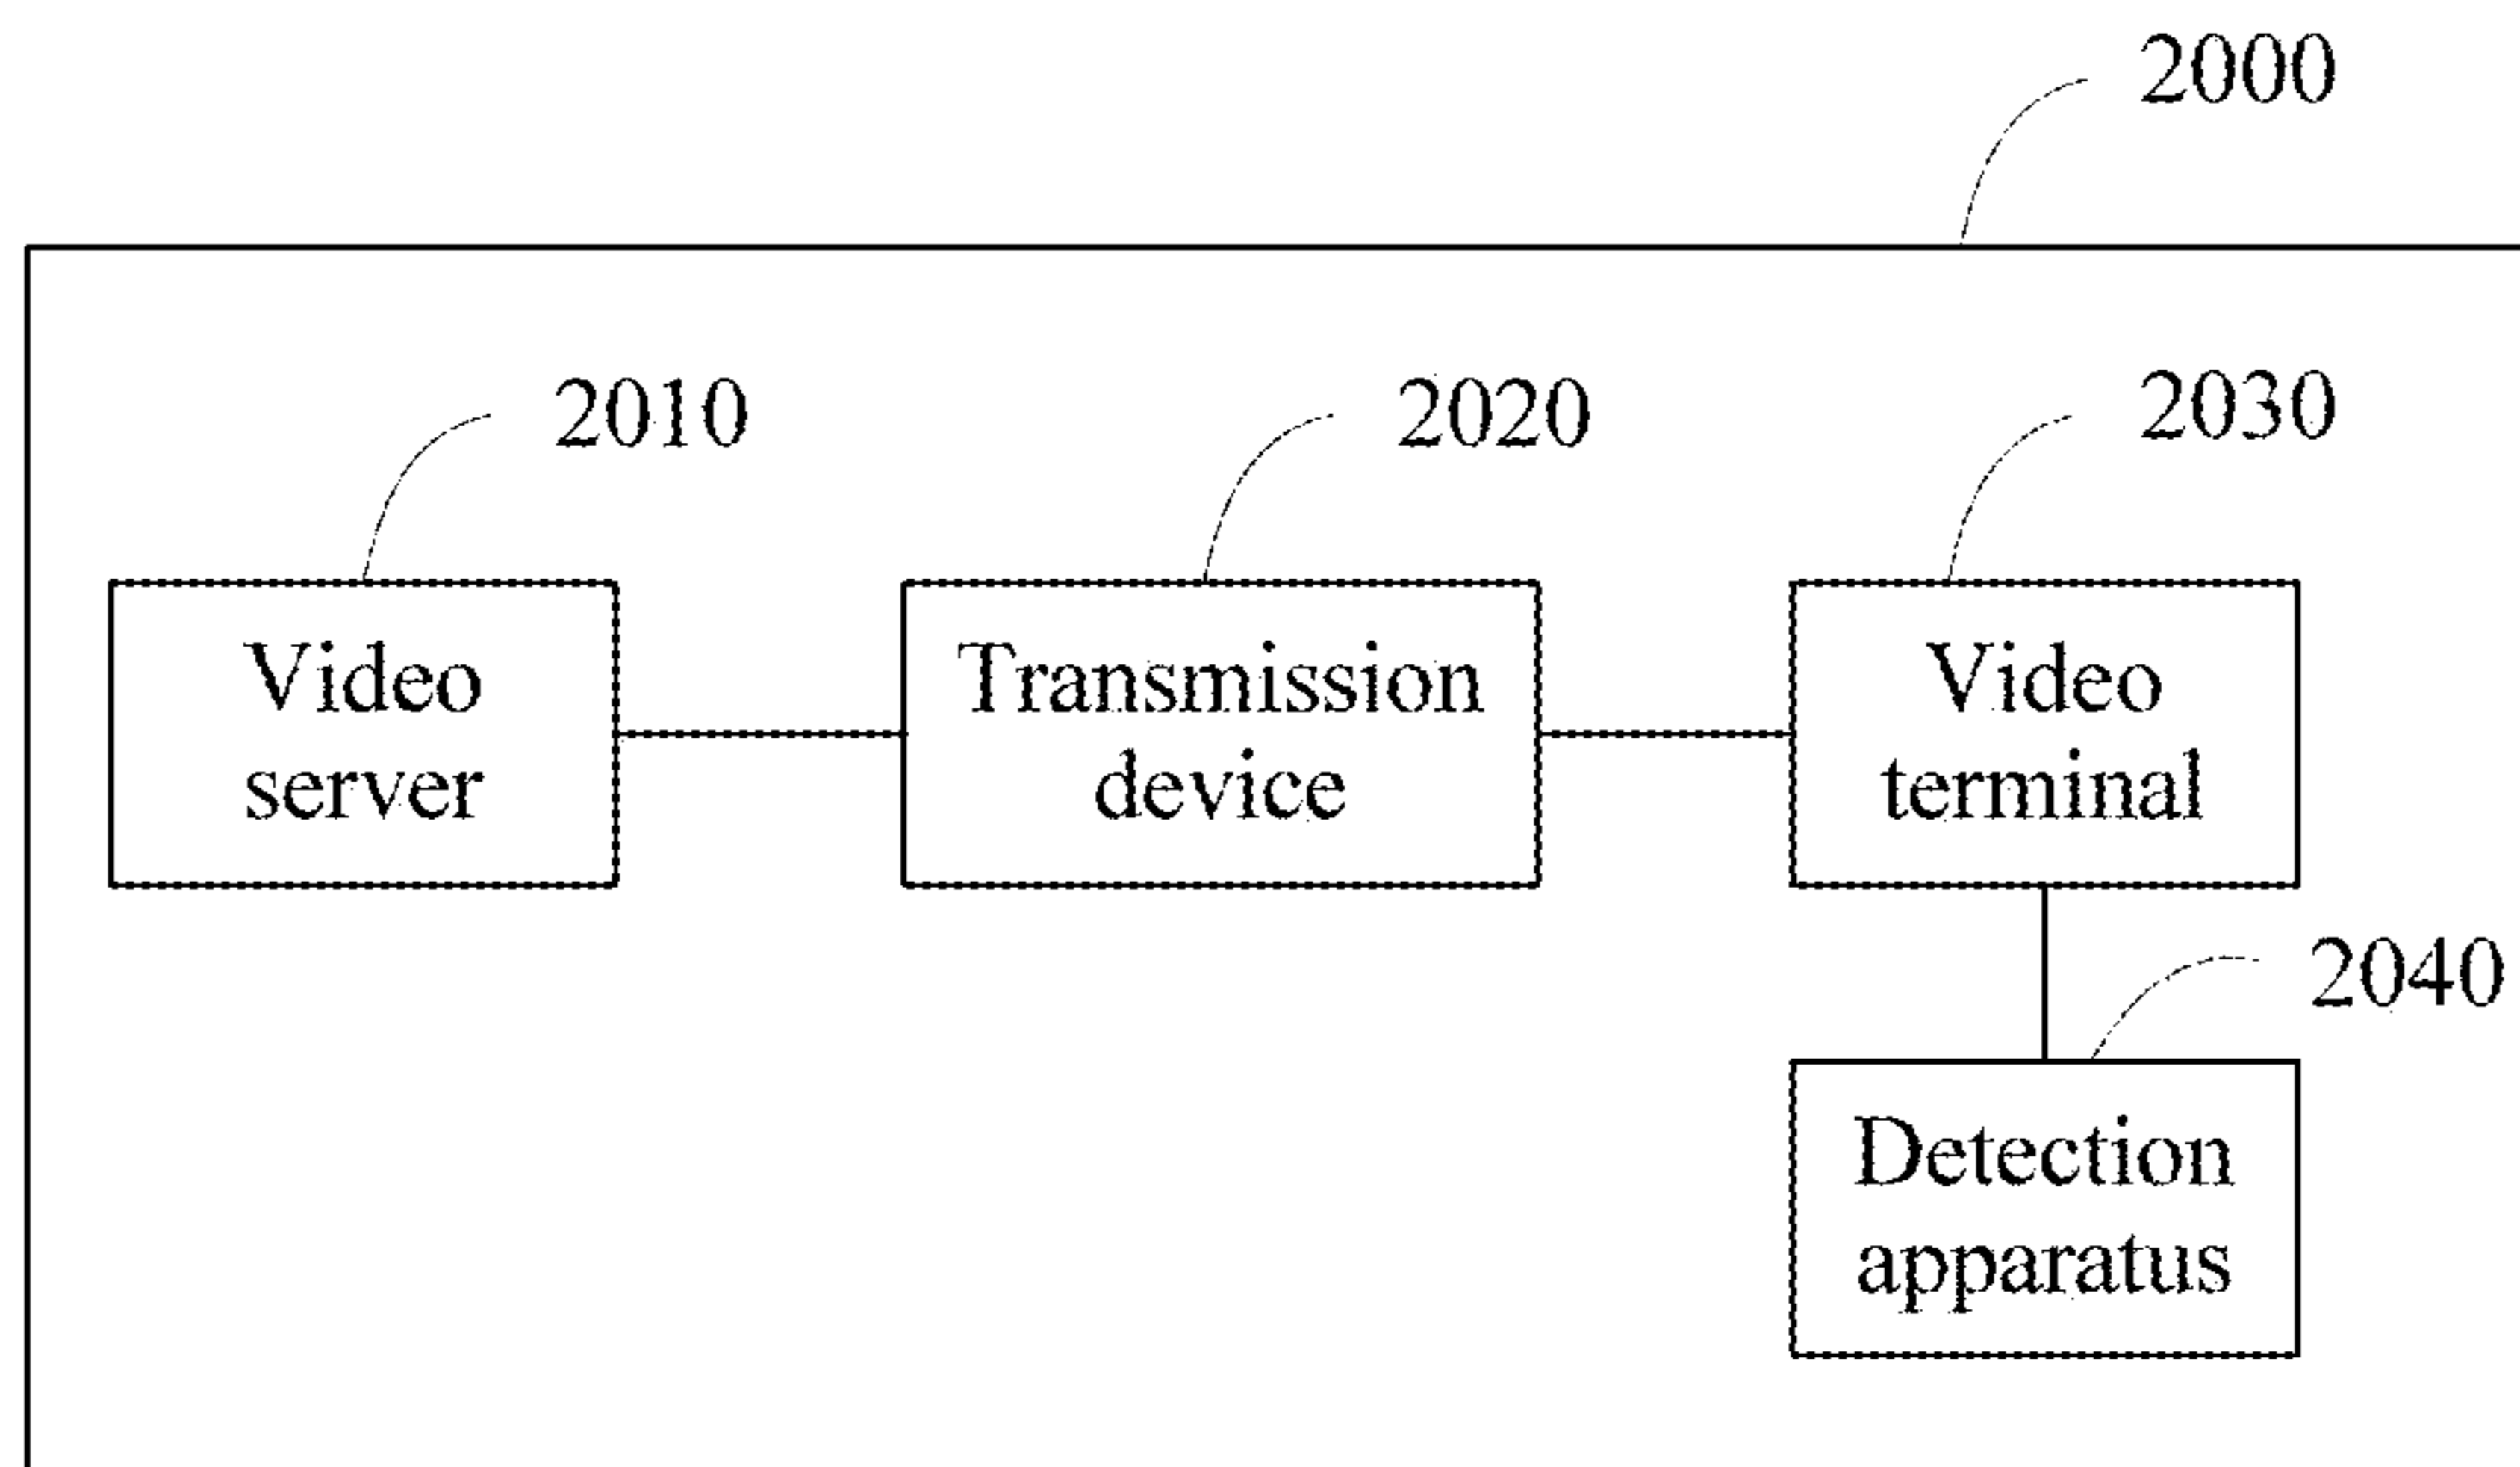 2000
2010
2020
2030
Video
server
Transmission
device
Video
terminal
2040
Detection
apparatus